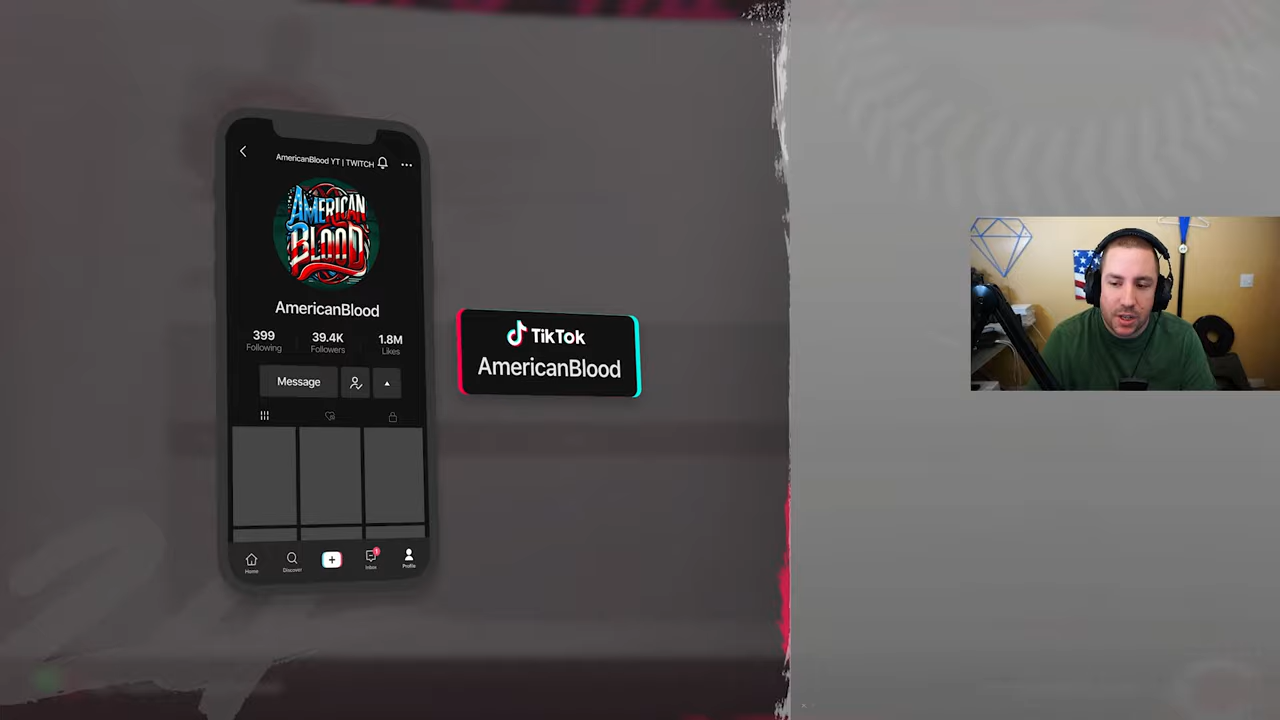 AmericanBlood YT | TWITCH
AMERICAN
BLOOD
AmericanBlood
399
Following
39.4K
Followers
1.8M
Likes
Message
TikTok
AmericanBlood
Home
Discover
Inbox
1
Profile